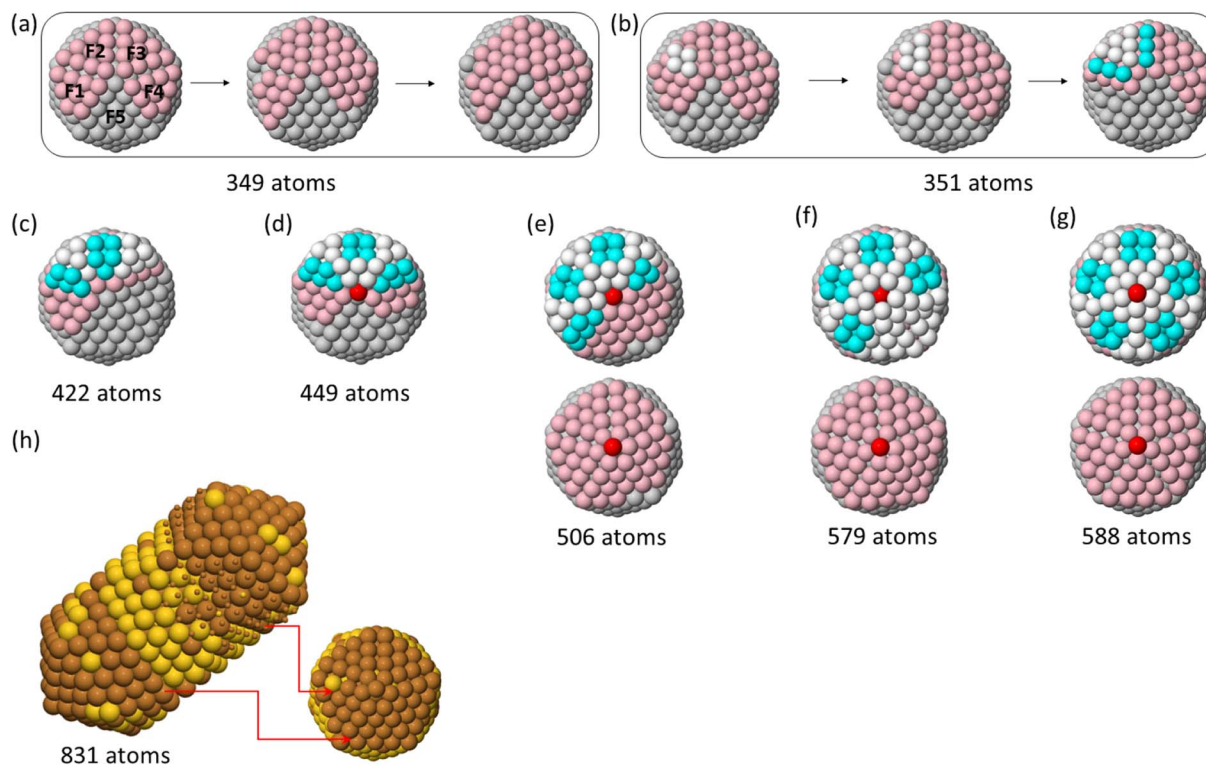 (a)
F2 F3
F1 F4
F5
349 atoms
(b)
351 atoms
(c)
422 atoms
(d)
449 atoms
(e)
506 atoms
(f)
579 atoms
(g)
588 atoms
(h)
831 atoms